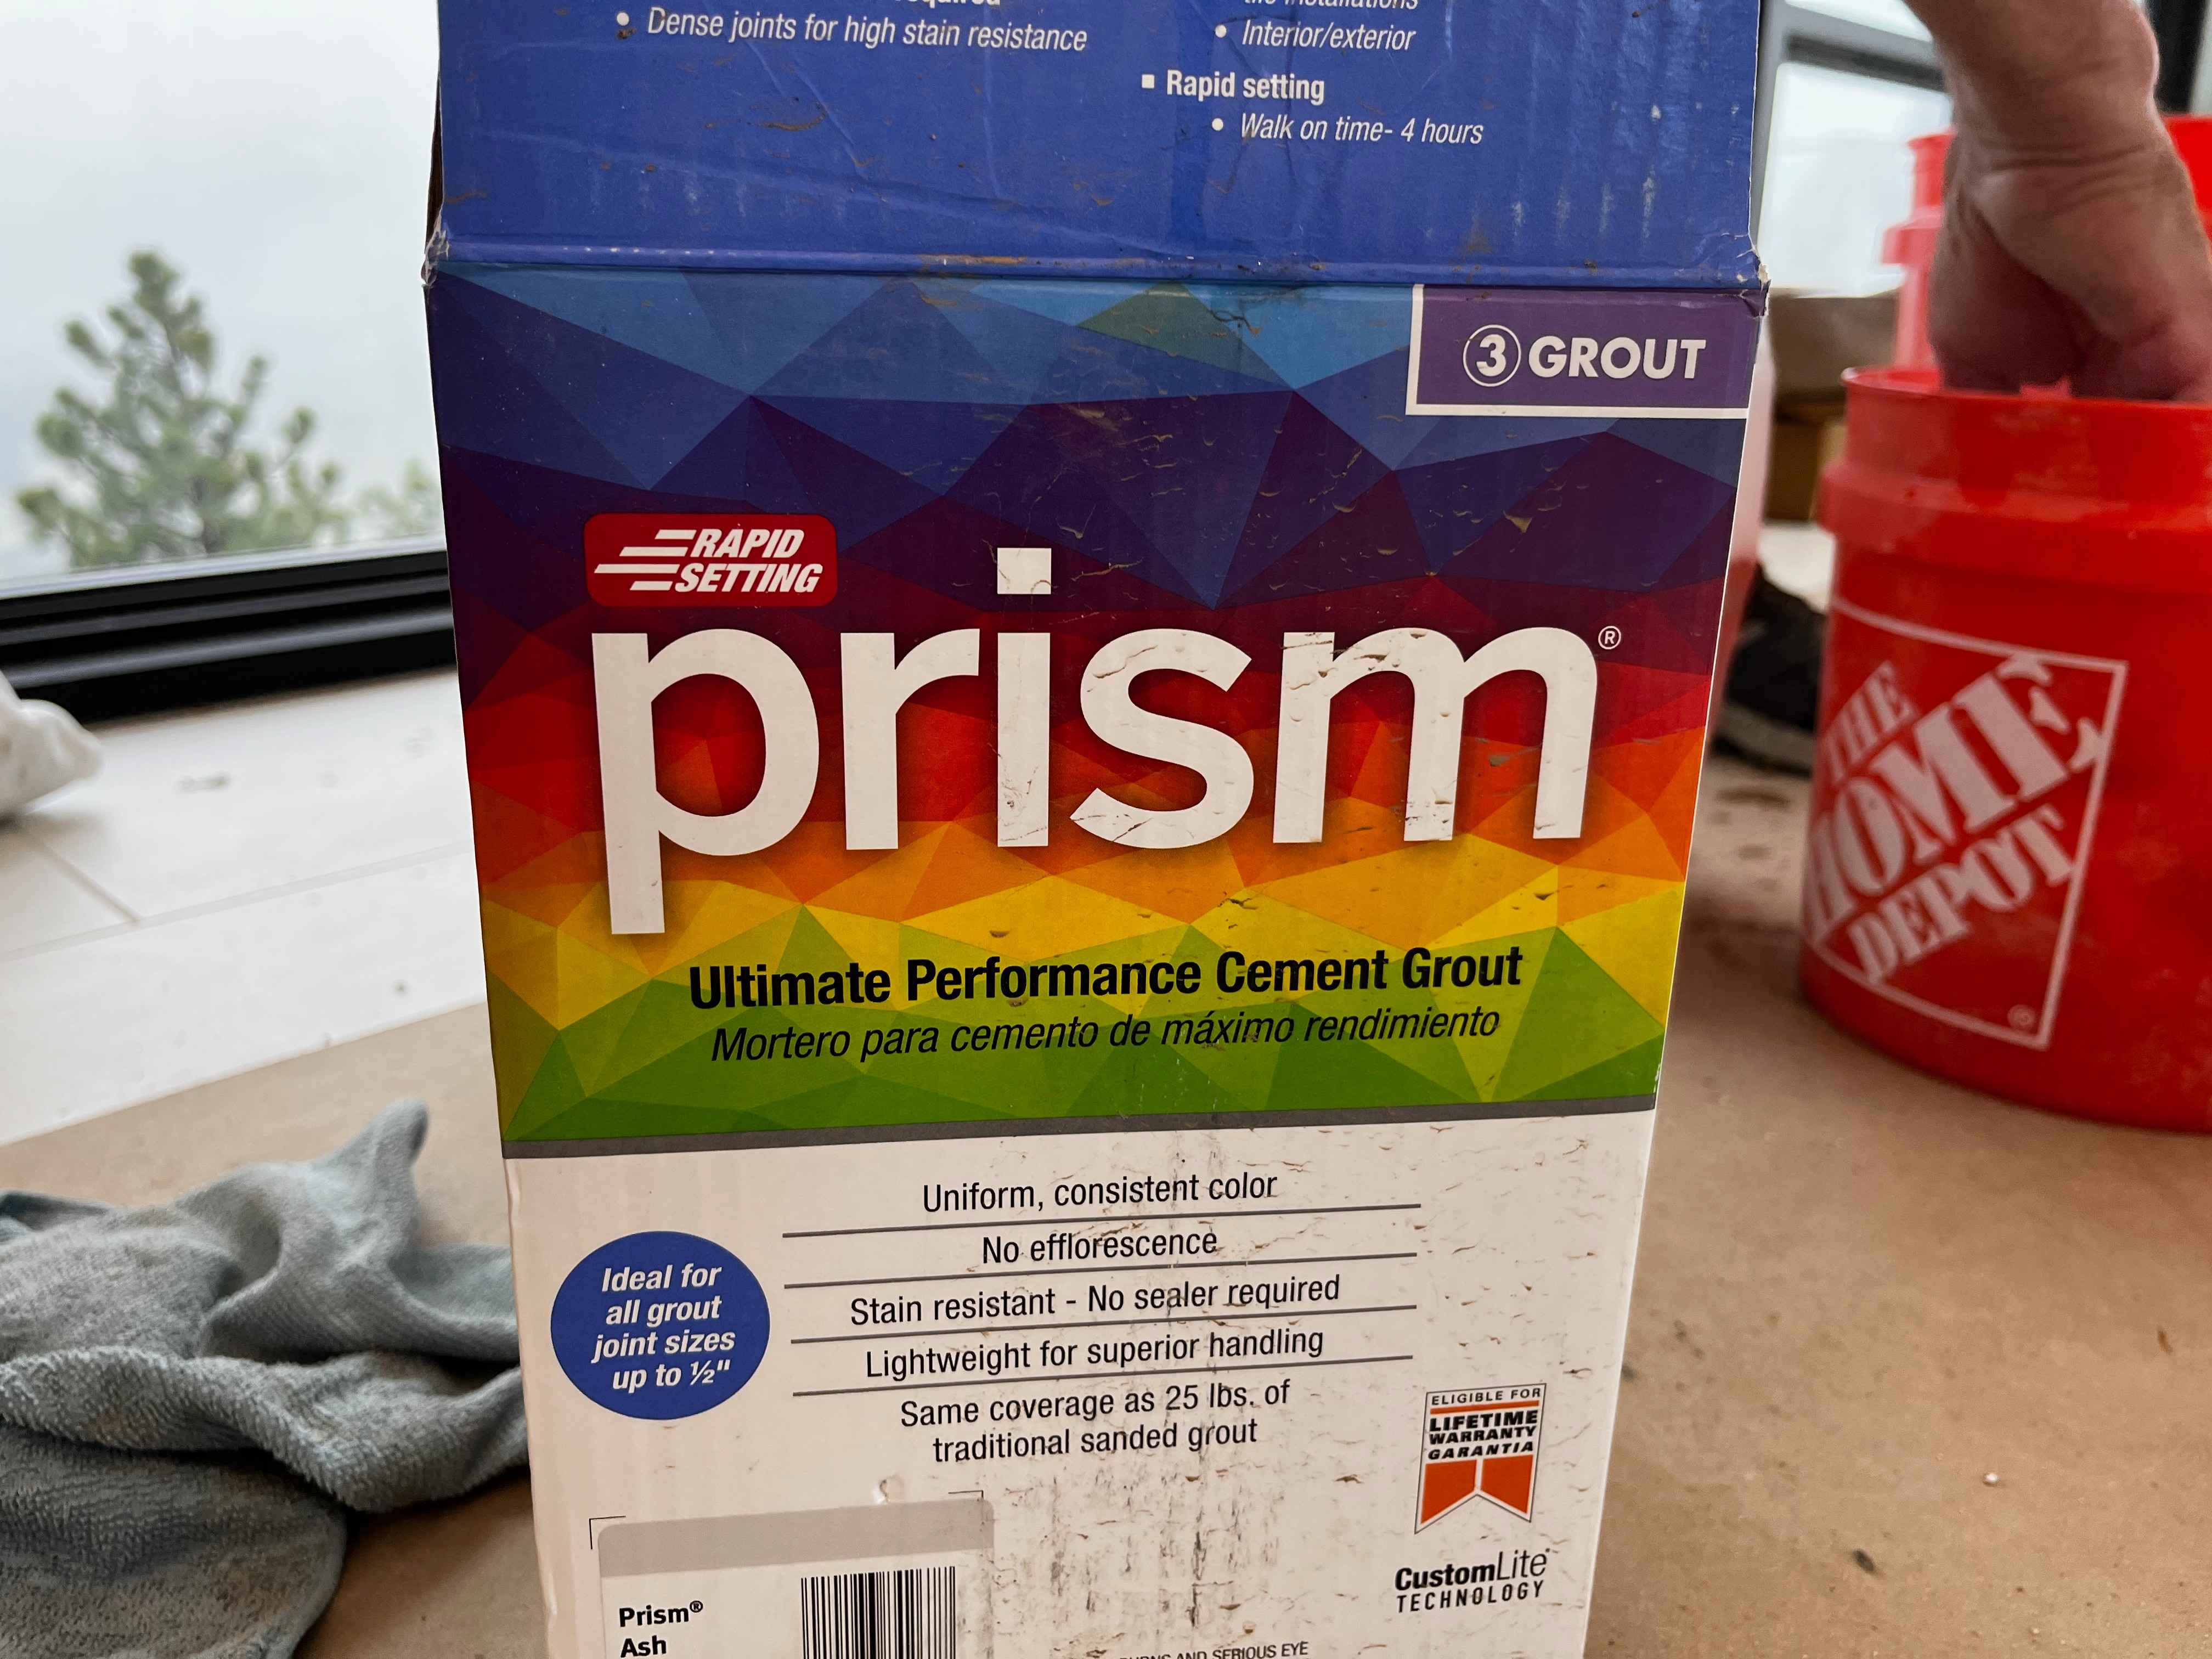 Dense joints for high stain resistance
Interior/exterior
Rapid setting
Walk on time- 4 hours
3 GROUT
RAPID
SETTING
prism®
Ultimate Performance Cement Grout
Mortero para cemento de máximo rendimiento
Uniform, consistent color
No efflorescence
Stain resistant - No sealer required
Lightweight for superior handling
Same coverage as 25 lbs. of
traditional sanded grout
Ideal for
all grout
joint sizes
up to ½"
ELIGIBLE FOR
LIFETIME
WARRANTY
GARANTIA
CustomLite
TECHNOLOGY
Prism®
Ash
AND SERIOUS EYE
THE
HOME
DEPOT
®